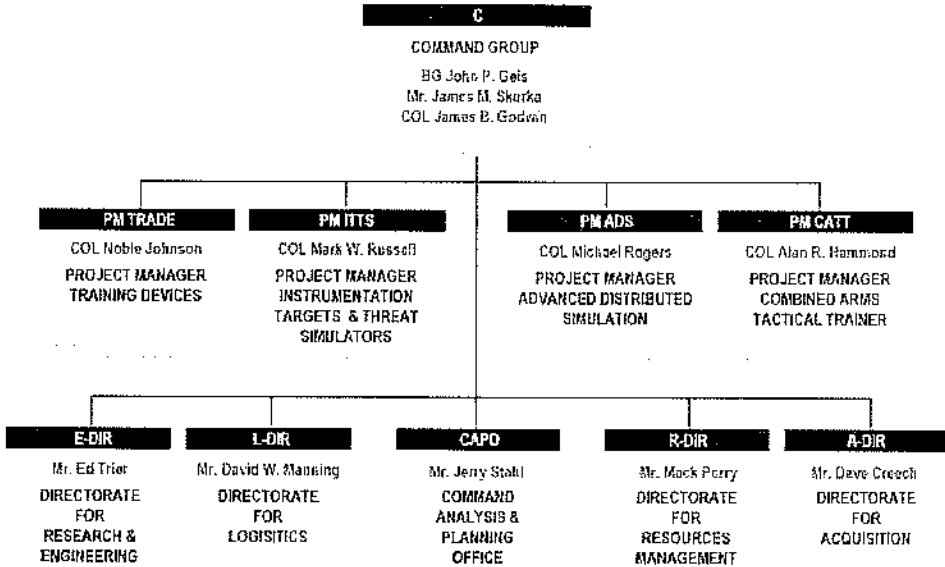 C
COMMAND GROUP
BG John P. Geis
Mr. James M. Skurka
COL James B. Godwin
PM TRADE
COL Noble Johnson
PROJECT MANAGER
TRAINING DEVICES
PM ITTS
COL Mark W. Russell
PROJECT MANAGER
INSTRUMENTATION
TARGETS & THREAT
SIMULATORS
PM ADS
COL Michael Rogers
PROJECT MANAGER
ADVANCED DISTRIBUTED
SIMULATION
PM CATT
COL Alan R. Hammond
PROJECT MANAGER
COMBINED ARMS
TACTICAL TRAINER
E-DIR
Mr. Ed Trier
DIRECTORATE
FOR
RESEARCH &
ENGINEERING
L-DIR
Mr. David W. Manning
DIRECTORATE
FOR
LOGISITICS
CAPO
Mr. Jerry Stahl
COMMAND
ANALYSIS &
PLANNING
OFFICE
R-DIR
Mr. Mack Perry
DIRECTORATE
FOR
RESOURCES
MANAGEMENT
A-DIR
Mr. Dave Creech
DIRECTORATE
FOR
ACQUISITION